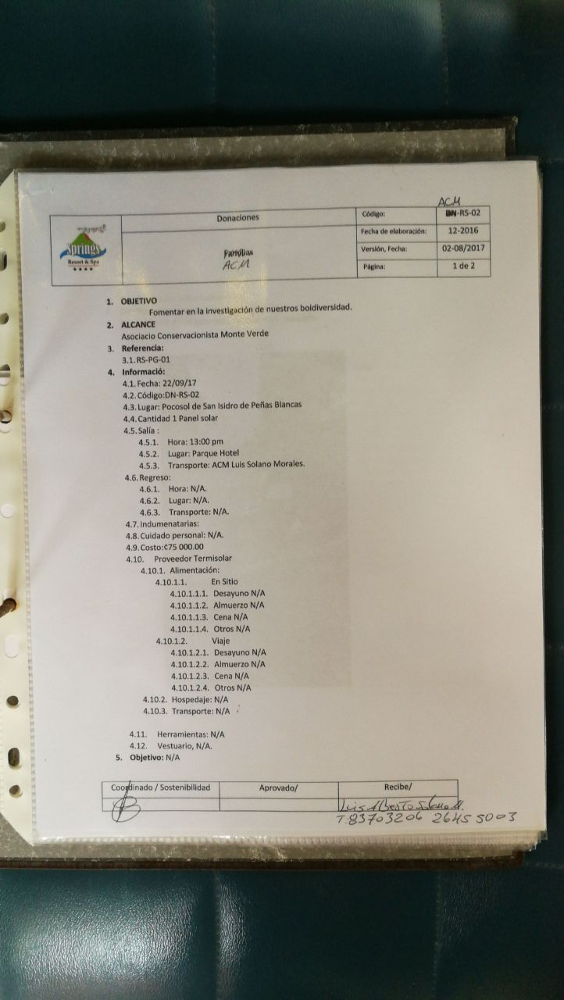 ACM
Springs
Resort & Spa
Donaciones
Familias
ACM
Código:
DN-RS-02
Fecha de elaboración:
12-2016
Versión, Fecha:
02-08/2017
Página:
1 de 2
1. OBJETIVO
Fomentar en la investigación de nuestros boidiversidad.
2. ALCANCE
Asociacio Conservacionista Monte Verde
3. Referencia:
3.1. RS-PG-01
4. Informació:
4.1. Fecha: 22/09/17
4.2. Código:DN-RS-02
4.3. Lugar: Pocosol de San Isidro de Peñas Blancas
4.4. Cantidad 1 Panel solar
4.5. Salía :
4.5.1. Hora: 13:00 pm
4.5.2. Lugar: Parque Hotel
4.5.3. Transporte: ACM Luis Solano Morales.
4.6. Regreso:
4.6.1. Hora: N/A.
4.6.2. Lugar: N/A.
4.6.3. Transporte: N/A.
4.7. Indumenatarias:
4.8. Cuidado personal: N/A.
4.9. Costo:¢75 000.00
4.10. Proveedor Termisolar
4.10.1. Alimentación:
4.10.1.1. En Sitio
4.10.1.1.1. Desayuno N/A
4.10.1.1.2. Almuerzo N/A
4.10.1.1.3. Cena N/A
4.10.1.1.4. Otros N/A
4.10.1.2. Viaje
4.10.1.2.1. Desayuno N/A
4.10.1.2.2. Almuerzo N/A
4.10.1.2.3. Cena N/A
4.10.1.2.4. Otros N/A
4.10.2. Hospedaje: N/A
4.10.3. Transporte: N/A
4.11. Herramientas: N/A
4.12. Vestuario, N/A.
5. Objetivo: N/A
Coordinado / Sostenibilidad
Aprovado/
Recibe/
Luis Alberto Solano M.
T:83703206 2645 5003